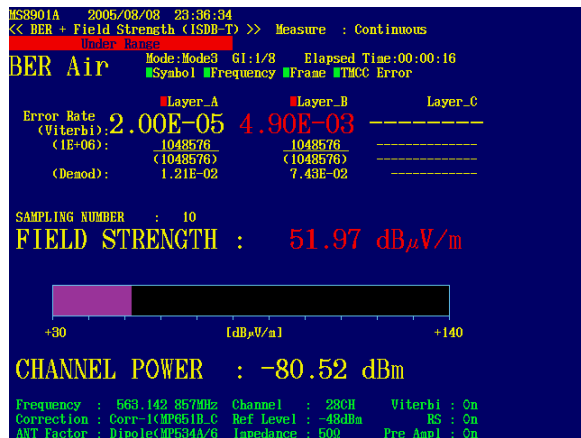 MS8901A 2005/08/08 23:36:34
<< BER + Field Strength (ISDB-T) >> Measure : Continuous
Under Range
BER Air Mode:Mode3 GI:1/8 Elapsed Time:00:00:16
Symbol Frequency Frame TMCC Error
Layer_A Layer_B Layer_C
Error Rate
(Viterbi): 2.00E-05 4.90E-03 --------
(1E+06): 1048576 1048576 --------------
(1048576) (1048576) --------------
(Demod): 1.21E-02 7.43E-02 --------------
SAMPLING NUMBER : 10
FIELD STRENGTH : 51.97 dBμV/m
+30 [dBμV/m] +140
CHANNEL POWER : -80.52 dBm
Frequency : 563.142 857MHz Channel : 28CH Viterbi : On
Correction : Corr-1(MP651B_C Ref Level : -48dBm RS : On
ANT Factor : Dipole(MP534A/6 Impedance : 50Ω Pre Ampl : On